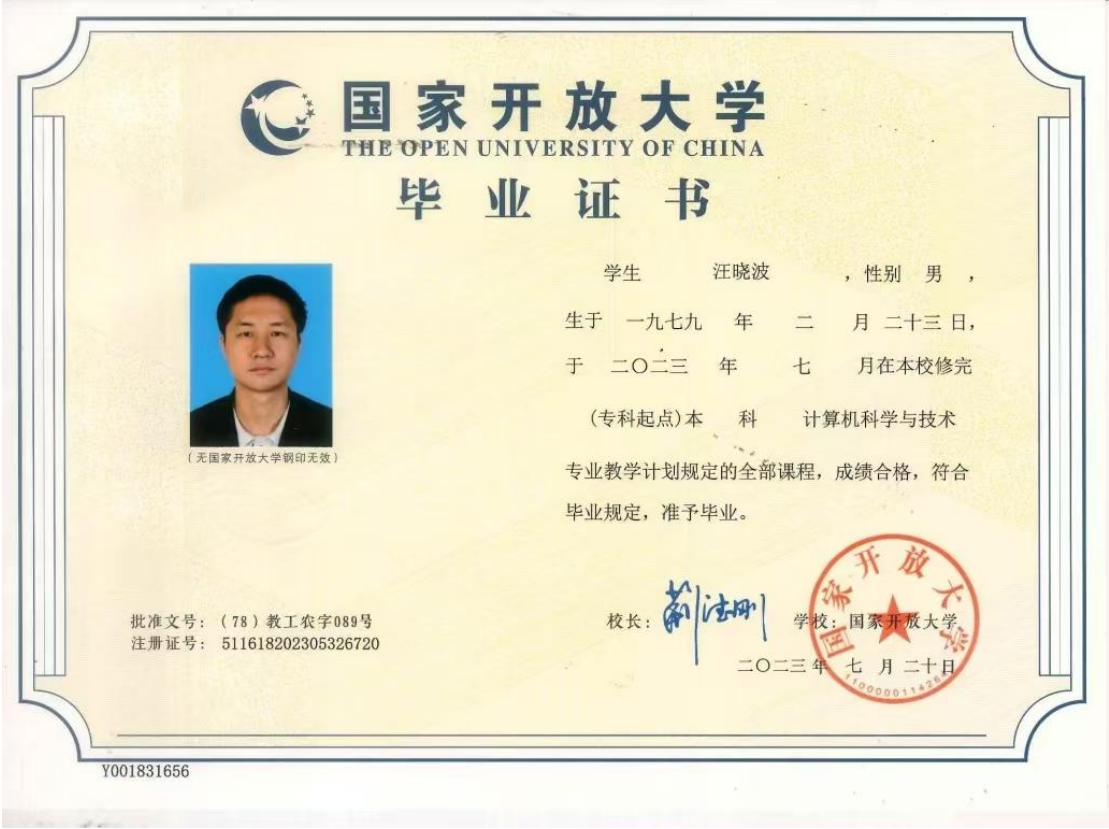 国家开放大学
THE OPEN UNIVERSITY OF CHINA
毕业证书
学生 汪晓波 ，性别 男 ，
生于 一九七九 年 二 月 二十三 日，
于 二〇二三 年 七 月在本校修完
(专科起点)本 科 计算机科学与技术
专业教学计划规定的全部课程，成绩合格，符合
毕业规定，准予毕业。
（无国家开放大学钢印无效）
批准文号：（78）教工农字089号
注册证号： 511618202305326720
校长： 荆德刚 学校：国家开放大学
二〇二三 年 七 月 二十日
国家开放大学
Y001831656